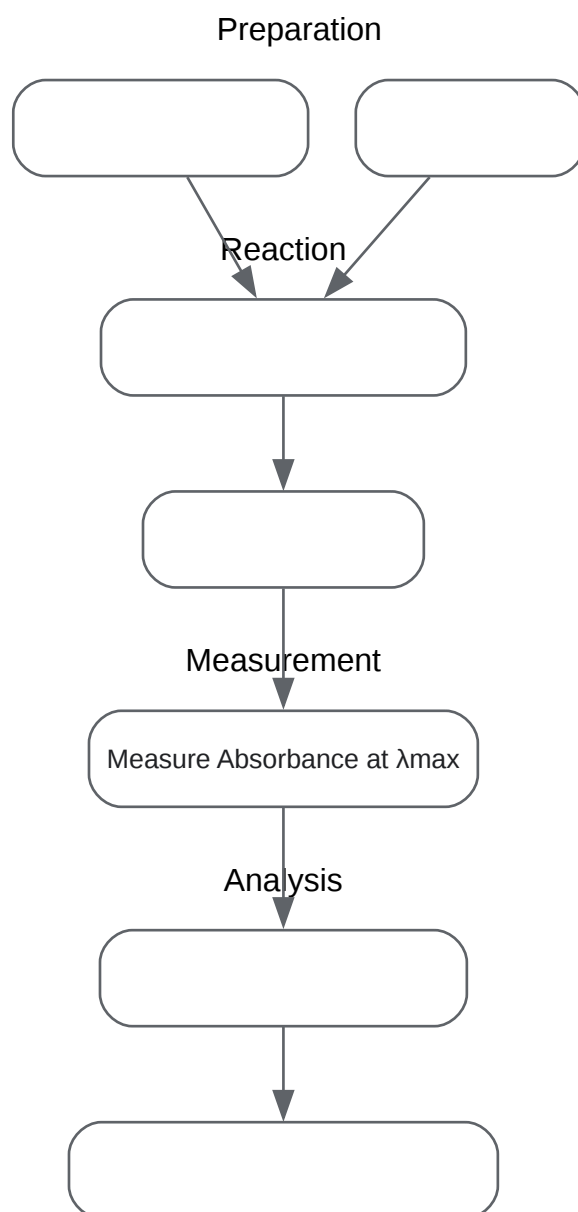 Preparation
Reaction
Measurement
Measure Absorbance at λmax
Analysis